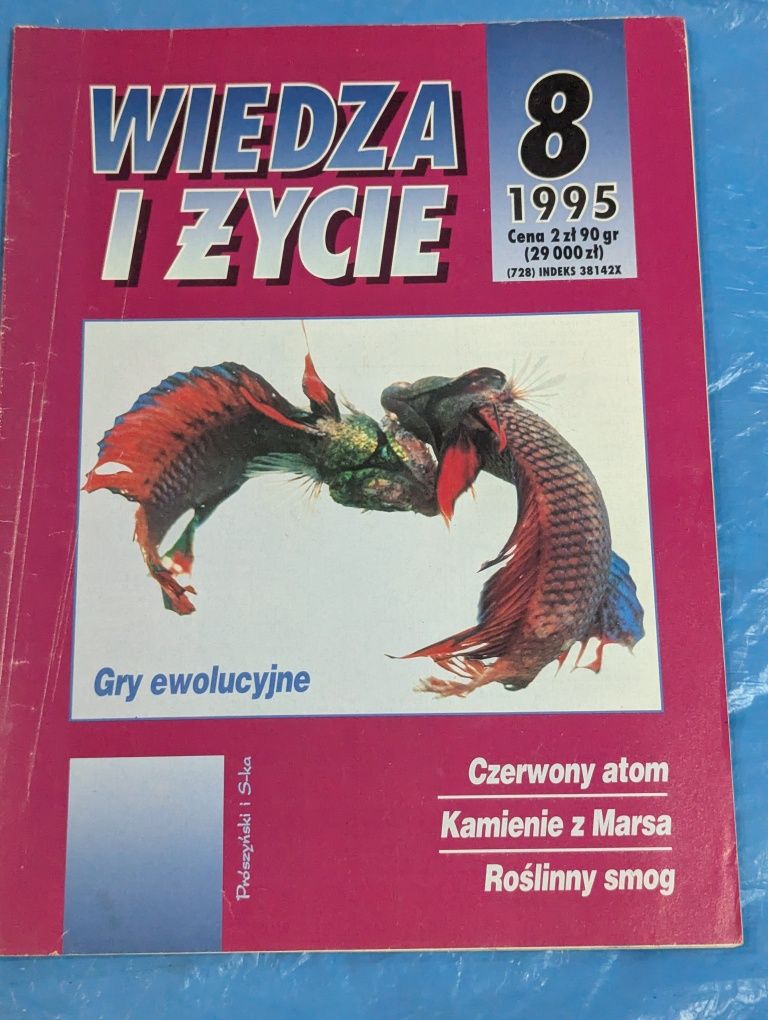 WIEDZA
I ŻYCIE
8
1995
Cena 2 zł 90 gr
(29 000 zł)
(728) INDEKS 38142X
Gry ewolucyjne
Prószyński i S-ka
Czerwony atom
Kamienie z Marsa
Roślinny smog